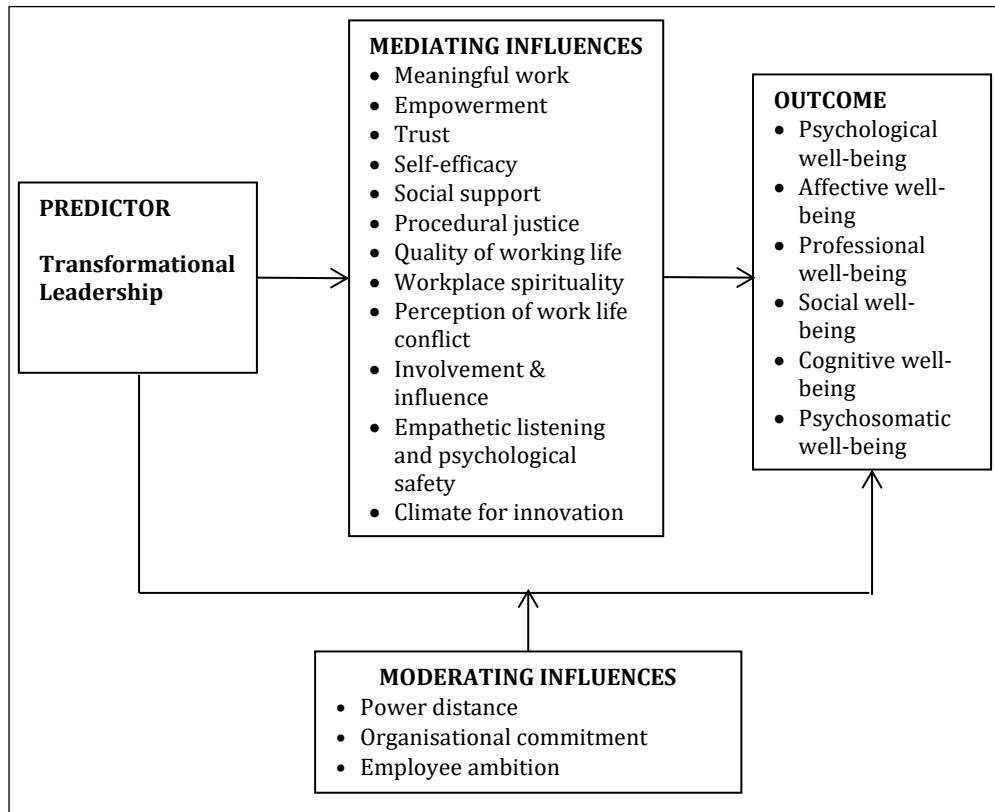 MEDIATING INFLUENCES
• Meaningful work
• Empowerment
• Trust
• Self-efficacy
• Social support
• Procedural justice
• Quality of working life
• Workplace spirituality
• Perception of work life
conflict
• Involvement &
influence
• Empathetic listening
and psychological
safety
• Climate for innovation
OUTCOME
• Psychological
well-being
• Affective well-
being
• Professional
well-being
• Social well-
being
• Cognitive well-
being
• Psychosomatic
well-being
PREDICTOR
Transformational
Leadership
MODERATING INFLUENCES
• Power distance
• Organisational commitment
• Employee ambition